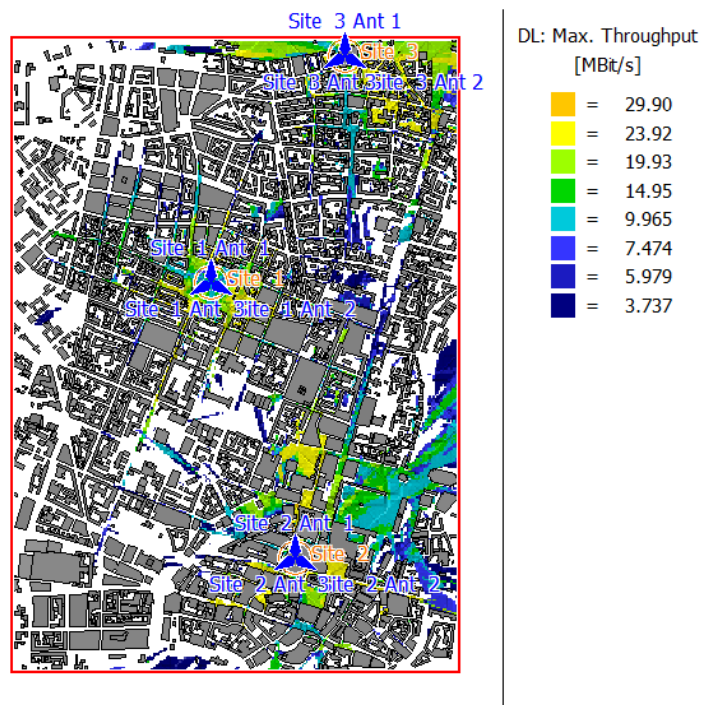 Site 3 Ant 1
Site 3
Site 3 Ant 3
Site 3 Ant 2
Site 1 Ant 1
Site 1
Site 1 Ant 3
Site 1 Ant 2
Site 2 Ant 1
Site 2
Site 2 Ant 3
Site 2 Ant 2
DL: Max. Throughput
[MBit/s]
= 29.90
= 23.92
= 19.93
= 14.95
= 9.965
= 7.474
= 5.979
= 3.737